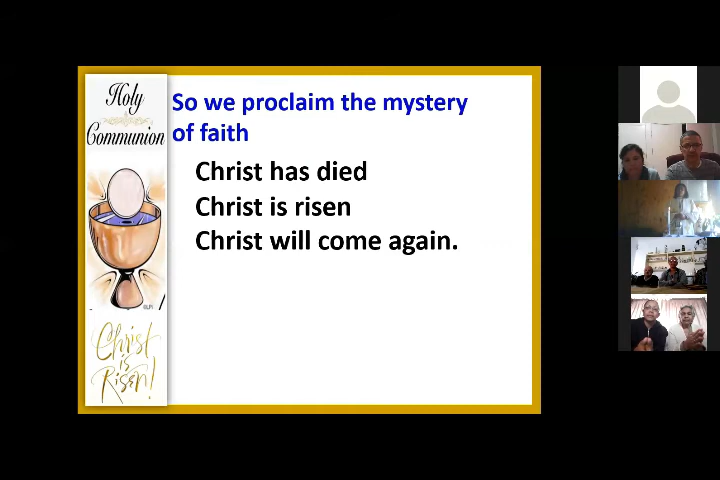 Holy
Communion
So we proclaim the mystery
of faith
Christ has died
Christ is risen
Christ will come again.
Christ
is
Risen!